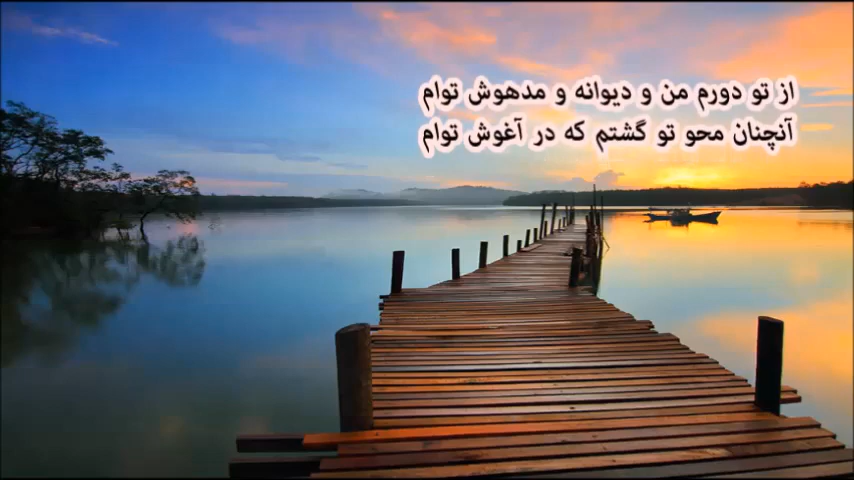 از تو دورم من و دیوانه و مدهوش توام
آنچنان محو تو گشتم که در آغوش توام